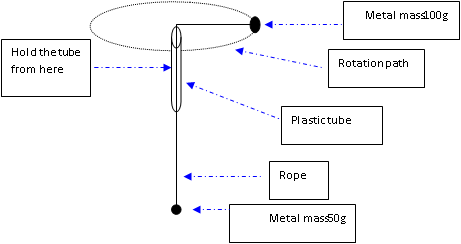 Metal mass100g
Hold the tube
from here
Rotation path
Plastic tube
Rope
Metal mass50g